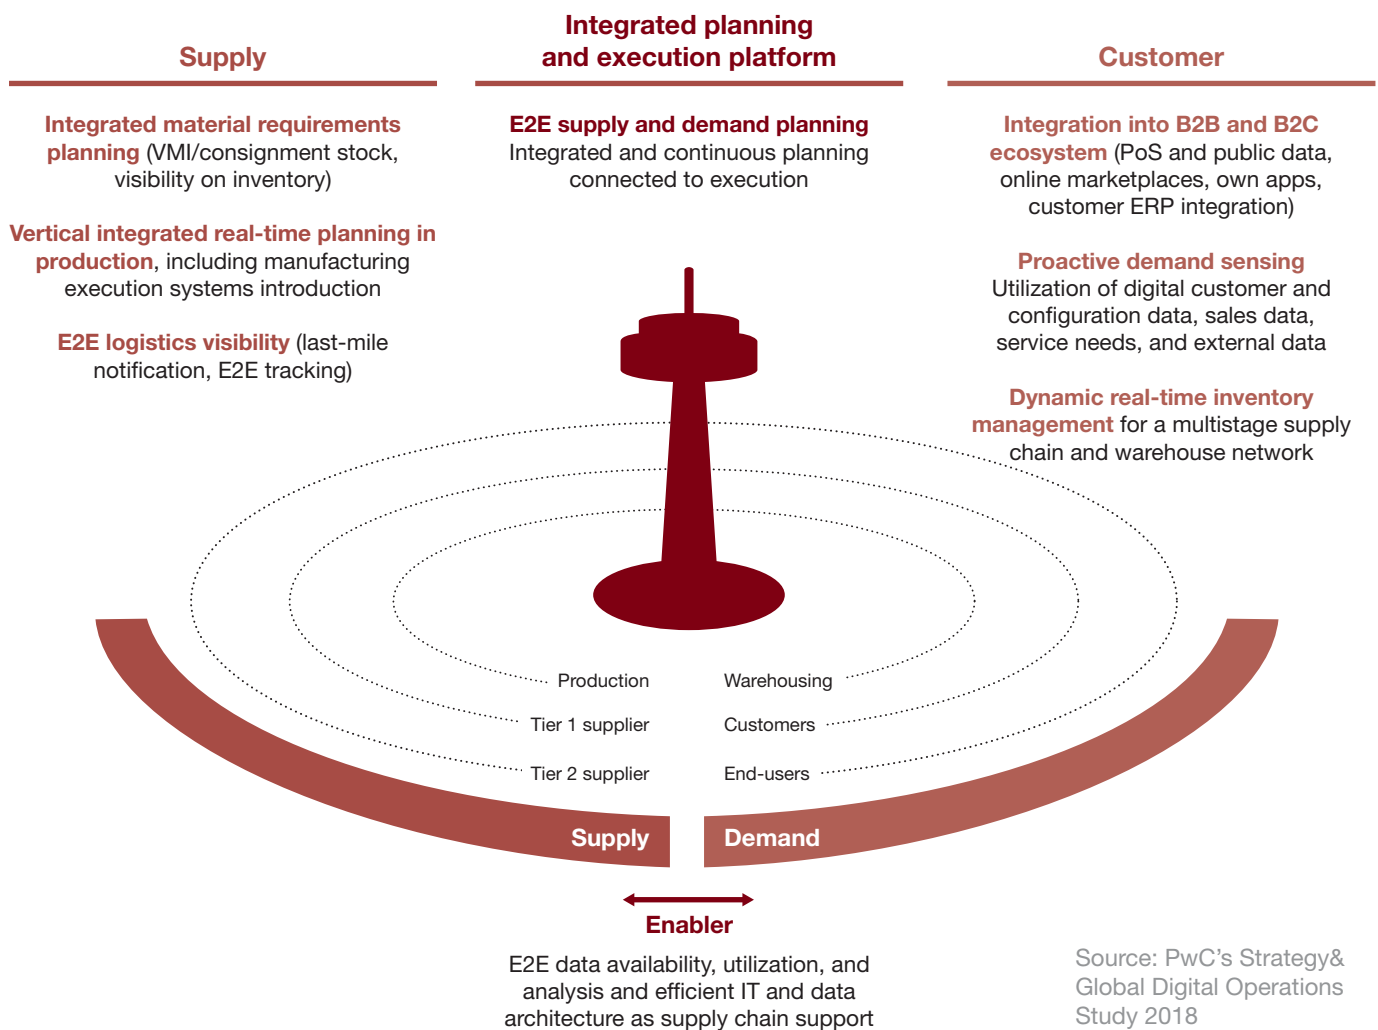 Supply
Integrated material requirements
planning (VMI/consignment stock,
visibility on inventory)
Vertical integrated real-time planning in
production, including manufacturing
execution systems introduction
E2E logistics visibility (last-mile
notification, E2E tracking)
Integrated planning
and execution platform
E2E supply and demand planning
Integrated and continuous planning
connected to execution
Customer
Integration into B2B and B2C
ecosystem (PoS and public data,
online marketplaces, own apps,
customer ERP integration)
Proactive demand sensing
Utilization of digital customer and
configuration data, sales data,
service needs, and external data
Dynamic real-time inventory
management for a multistage supply
chain and warehouse network
Production
Warehousing
Tier 1 supplier
Customers
Tier 2 supplier
End-users
Supply
Demand
Enabler
E2E data availability, utilization, and
analysis and efficient IT and data
architecture as supply chain support
Source: PwC’s Strategy&
Global Digital Operations
Study 2018